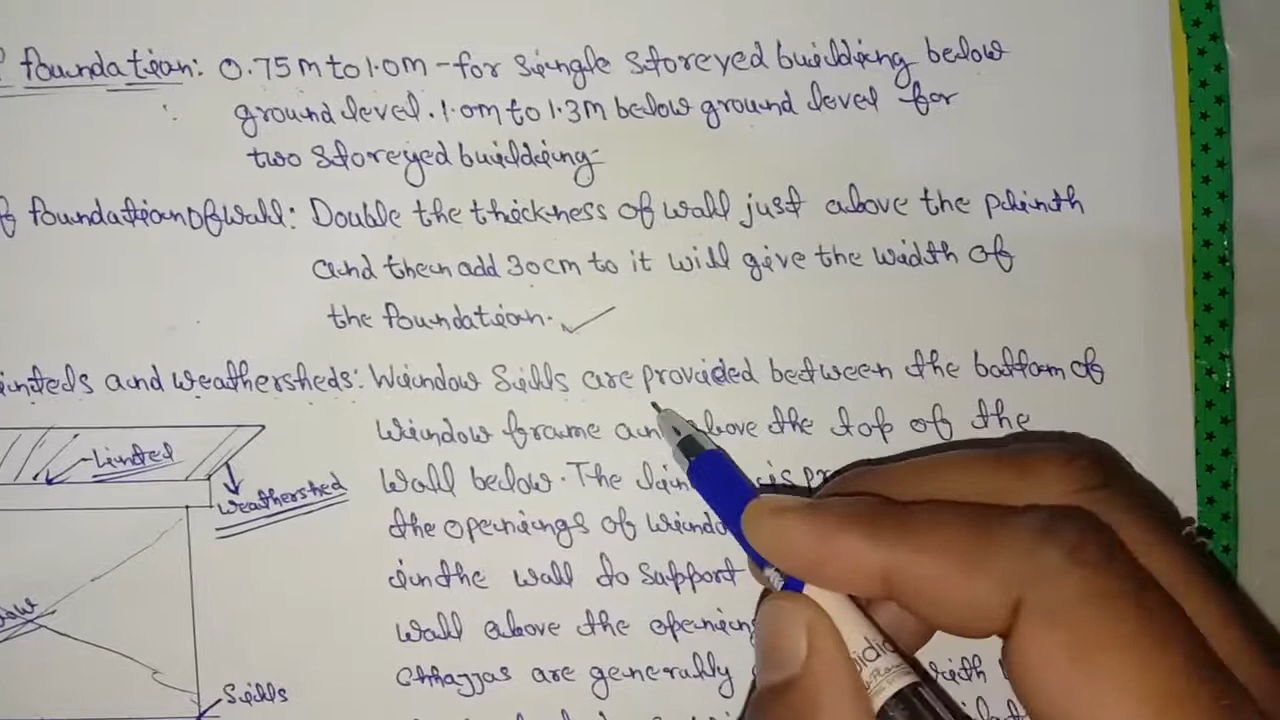 foundation: 0.75m to 1.0m - for single storeyed building below
ground level. 1.0m to 1.3m below ground level for
two storeyed building
foundation of wall: Double the thickness of wall just above the plinth
and then add 30cm to it will give the width of
the foundation.
and weathersheds: Window Sills are provided between the bottom of
window frame above the top of the
Wall below. The
the openings of
in the wall to support
wall above the
chhajjas are generally
Lintel
Weathershed
Sills